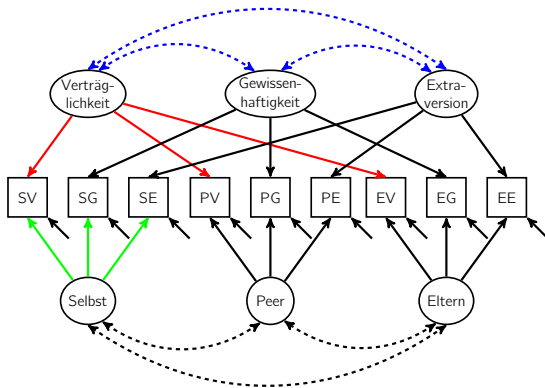 Verträg-
lichkeit
Gewissen-
haftigkeit
Extra-
version
SV
SG
SE
PV
PG
PE
EV
EG
EE
Selbst
Peer
Eltern